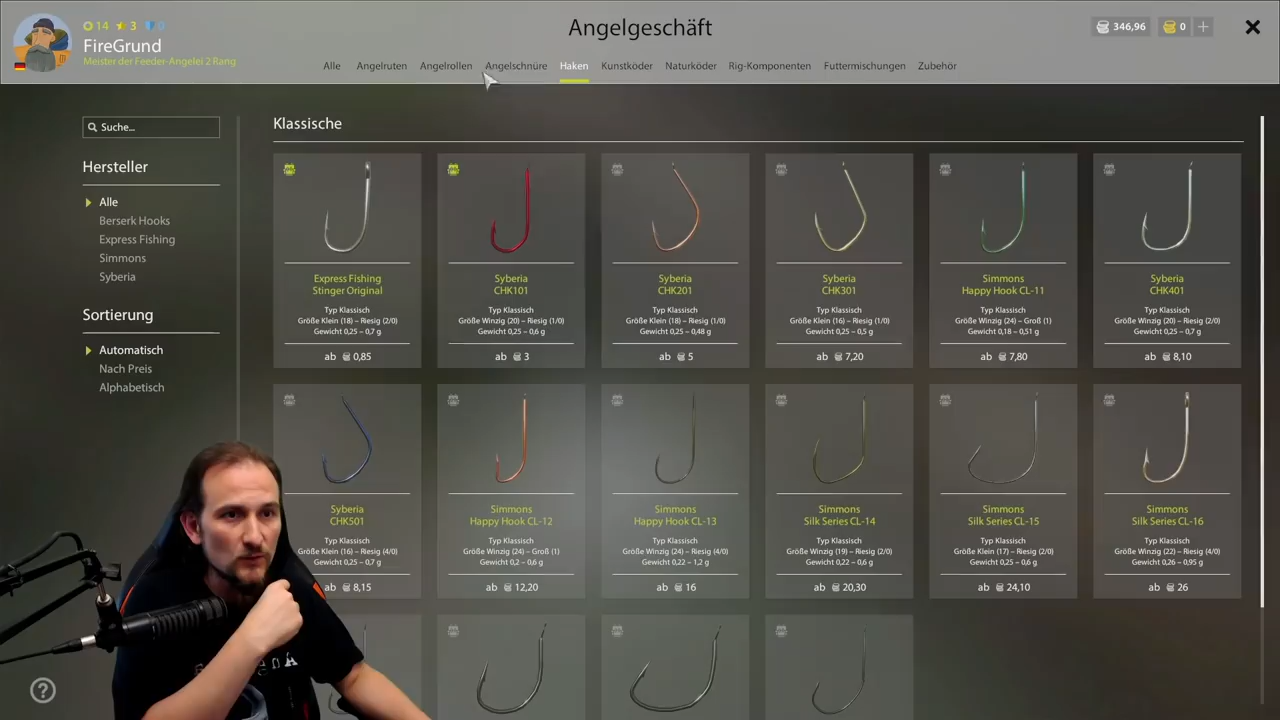 14 3 0
FireGrund
Meister der Feeder-Angelei 2 Rang
Angelgeschäft
346,96 0 +
Alle Angelruten Angelrollen Angelschnüre Haken Kunstköder Naturköder Rig-Komponenten Futtermischungen Zubehör
Suche...
Hersteller
Alle
Berserk Hooks
Express Fishing
Simmons
Syberia
Sortierung
Automatisch
Nach Preis
Alphabetisch
Klassische
Express Fishing
Stinger Original
Typ Klassisch
Größe Klein (18) – Riesig (2/0)
Gewicht 0,25 – 0,7 g
ab 0,85
Syberia
CHK101
Typ Klassisch
Größe Winzig (20) – Riesig (1/0)
Gewicht 0,25 – 0,6 g
ab 3
Syberia
CHK201
Typ Klassisch
Größe Klein (18) – Riesig (1/0)
Gewicht 0,25 – 0,48 g
ab 5
Syberia
CHK301
Typ Klassisch
Größe Klein (16) – Riesig (1/0)
Gewicht 0,25 – 0,5 g
ab 7,20
Simmons
Happy Hook CL-11
Typ Klassisch
Größe Winzig (24) – Groß (1)
Gewicht 0,18 – 0,51 g
ab 7,80
Syberia
CHK401
Typ Klassisch
Größe Winzig (20) – Riesig (2/0)
Gewicht 0,25 – 0,7 g
ab 8,10
Syberia
CHK501
Typ Klassisch
Größe Klein (16) – Riesig (4/0)
Gewicht 0,25 – 0,7 g
ab 8,15
Simmons
Happy Hook CL-12
Typ Klassisch
Größe Winzig (24) – Groß (1)
Gewicht 0,2 – 0,6 g
ab 12,20
Simmons
Happy Hook CL-13
Typ Klassisch
Größe Winzig (24) – Riesig (4/0)
Gewicht 0,22 – 1,2 g
ab 16
Simmons
Silk Series CL-14
Typ Klassisch
Größe Winzig (19) – Riesig (2/0)
Gewicht 0,22 – 0,6 g
ab 20,30
Simmons
Silk Series CL-15
Typ Klassisch
Größe Klein (17) – Riesig (2/0)
Gewicht 0,25 – 0,6 g
ab 24,10
Simmons
Silk Series CL-16
Typ Klassisch
Größe Winzig (22) – Riesig (4/0)
Gewicht 0,26 – 0,95 g
ab 26
?